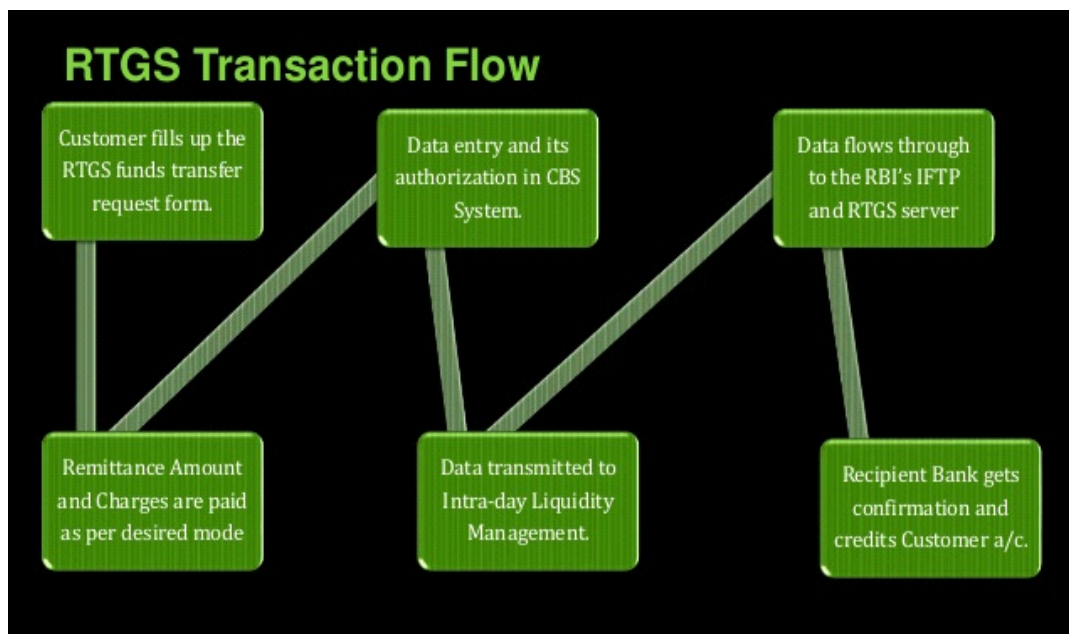 RTGS Transaction Flow
Customer fills up the
RTGS funds transfer
request form.
Remittance Amount
and Charges are paid
as per desired mode
Data entry and its
authorization in CBS
System.
Data transmitted to
Intra-day Liquidity
Management.
Data flows through
to the RBI's IFTP
and RTGS server
Recipient Bank gets
confirmation and
credits Customer a/c.